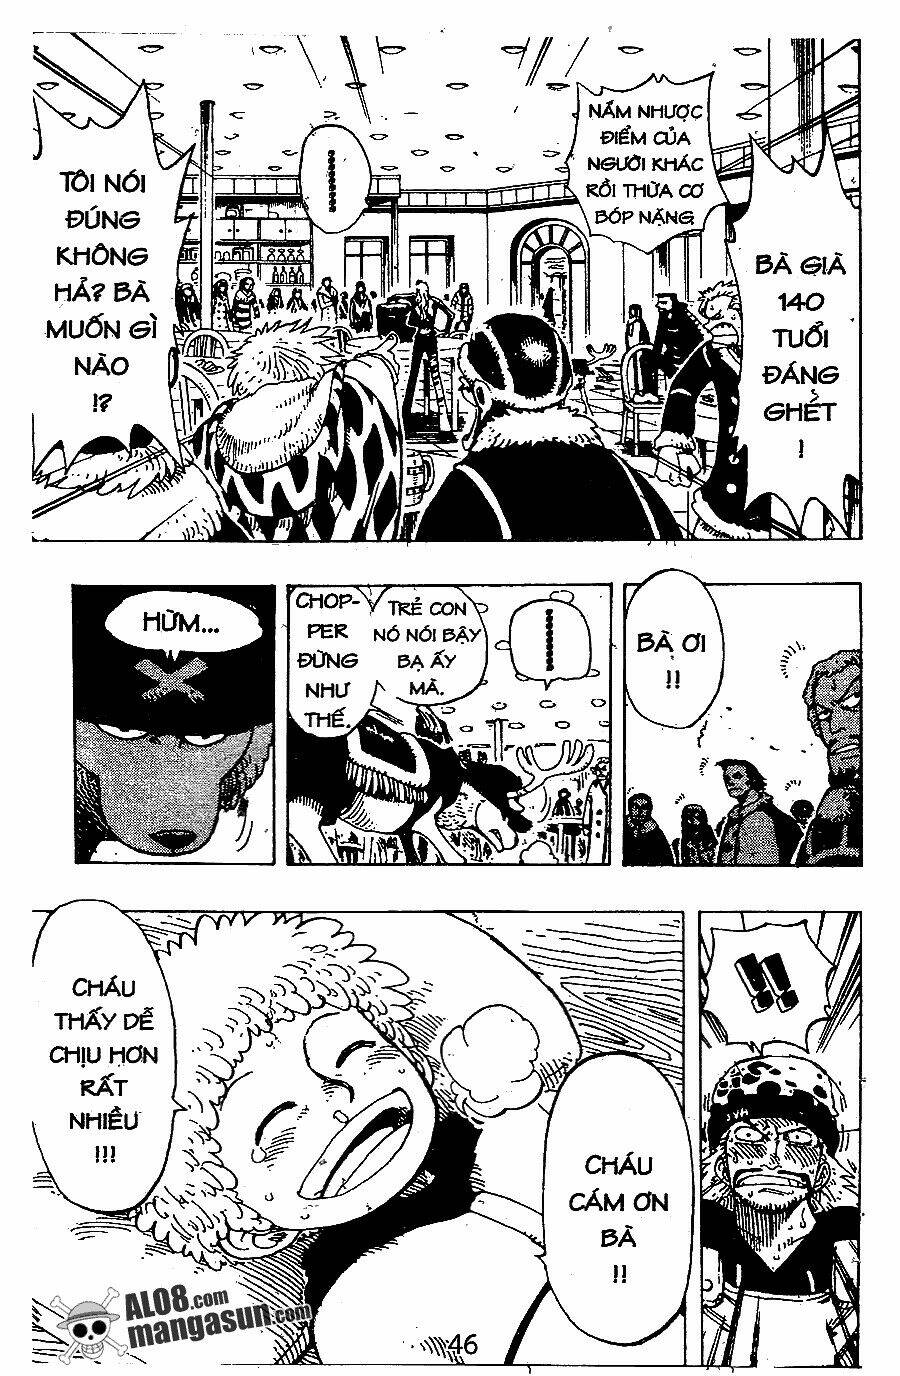 NẮM NHƯỢC
ĐIỂM CỦA
NGƯỜI KHÁC
RỒI THỪA CƠ
BÓP NẶNG
BÀ GIÀ
140
TUỔI
ĐÁNG
GHÉT
!
..........
TÔI NÓI
ĐÚNG
KHÔNG
HẢ? BÀ
MUỐN GÌ
NÀO
!?
BÀ ƠI
!!
..........
TRẺ CON
NÓ NÓI BẬY
BẠ ẤY
MÀ.
CHOP-
PER
ĐỪNG
NHƯ
THẾ.
HỪM...
!!
JYH
CHÁU
CÁM ƠN
BÀ
!!
CHÁU
THẤY DỄ
CHỊU HƠN
RẤT
NHIỀU
!!!
AL08.com
mangasun.com
46